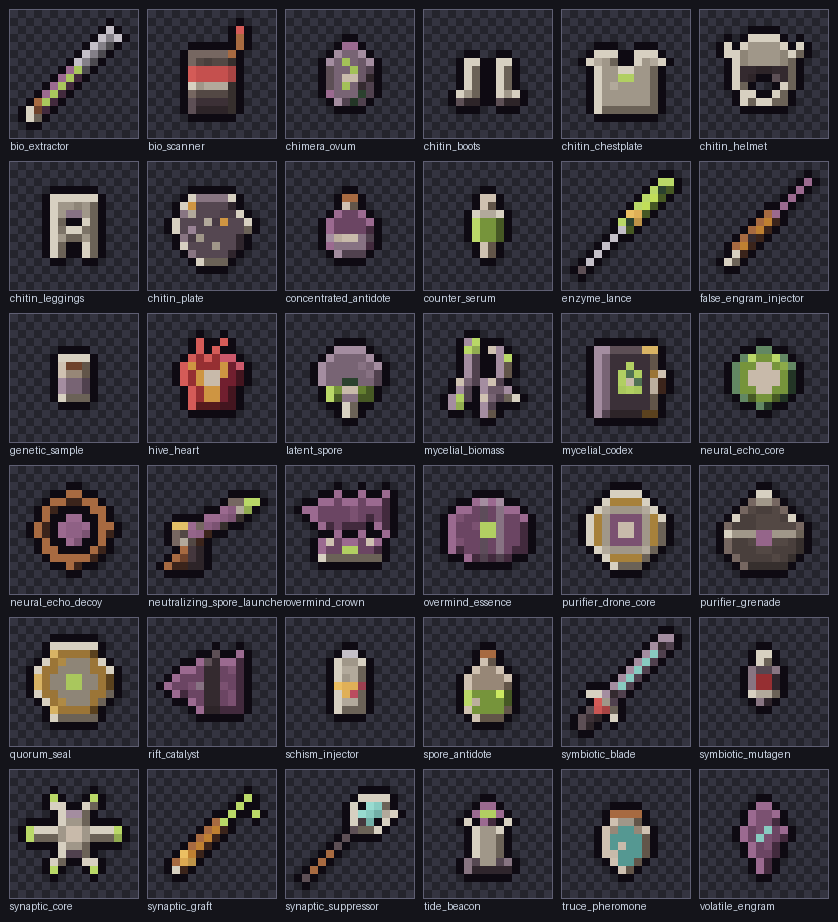 bio_extractor bio_scanner chimera_ovum chitin_boots chitin_chestplate chitin_helmet
chitin_leggings chitin_plate concentrated_antidote counter_serum enzyme_lance false_engram_injector
genetic_sample hive_heart latent_spore mycelial_biomass mycelial_codex neural_echo_core
neural_echo_decoy neutralizing_spore_launcher overmind_crown overmind_essence purifier_drone_core purifier_grenade
quorum_seal rift_catalyst schism_injector spore_antidote symbiotic_blade symbiotic_mutagen
synaptic_core synaptic_graft synaptic_suppressor tide_beacon truce_pheromone volatile_engram